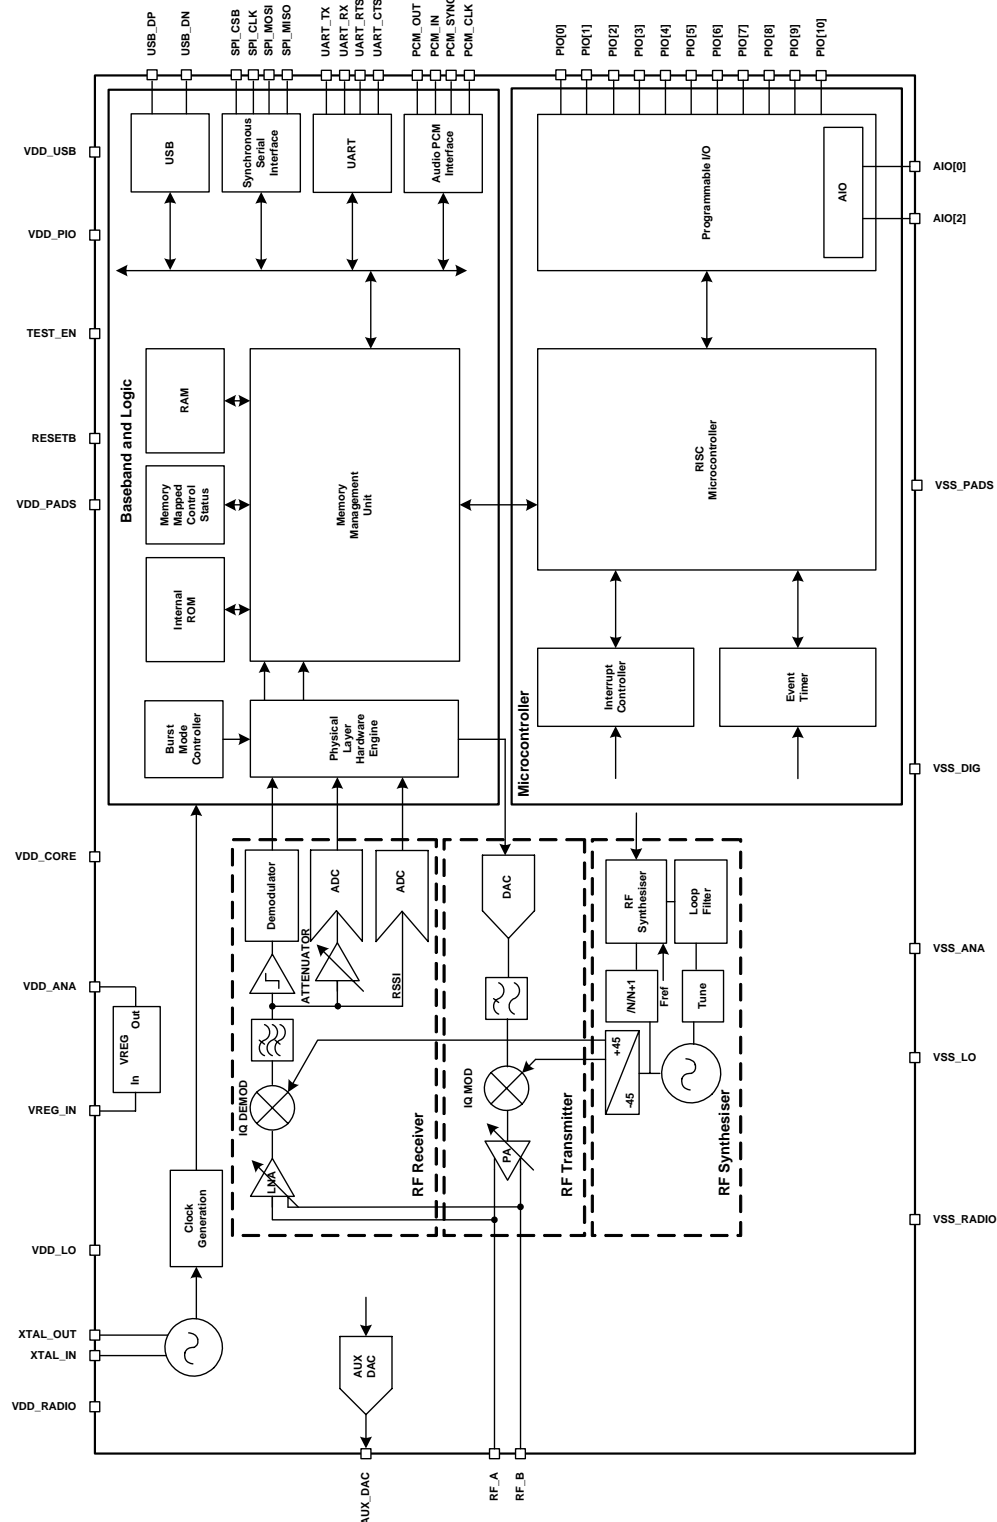 USB_DP
USB_DN
SPI_CSB
SPI_CLK
SPI_MOSI
SPI_MISO
UART_TX
UART_RX
UART_RTS
UART_CTS
PCM_OUT
PCM_IN
PCM_SYNC
PCM_CLK
PIO[0]
PIO[1]
PIO[2]
PIO[3]
PIO[4]
PIO[5]
PIO[6]
PIO[7]
PIO[8]
PIO[9]
PIO[10]
VDD_USB
VDD_PIO
TEST_EN
RESETB
VDD_PADS
VDD_CORE
VDD_ANA
VREG_IN
VDD_LO
XTAL_OUT
XTAL_IN
VDD_RADIO
AIO[0]
AIO[2]
VSS_PADS
VSS_DIG
VSS_ANA
VSS_LO
VSS_RADIO
USB
Synchronous
Serial
Interface
UART
Audio PCM
Interface
Programmable I/O
AIO
Baseband and Logic
RAM
Memory
Mapped
Control
Status
Internal
ROM
Memory
Management
Unit
RISC
Microcontroller
Burst
Mode
Controller
Physical
Layer
Hardware
Engine
Microcontroller
Interrupt
Controller
Event
Timer
Demodulator
ADC
ADC
ATTENUATOR
RSSI
IQ DEMOD
LNA
RF Receiver
DAC
IQ MOD
PA
RF Transmitter
RF
Synthesiser
Loop
Filter
/N/N+1
Fref
Tune
+45
-45
RF Synthesiser
VREG
Out
In
Clock
Generation
AUX
DAC
AUX_DAC
RF_A
RF_B